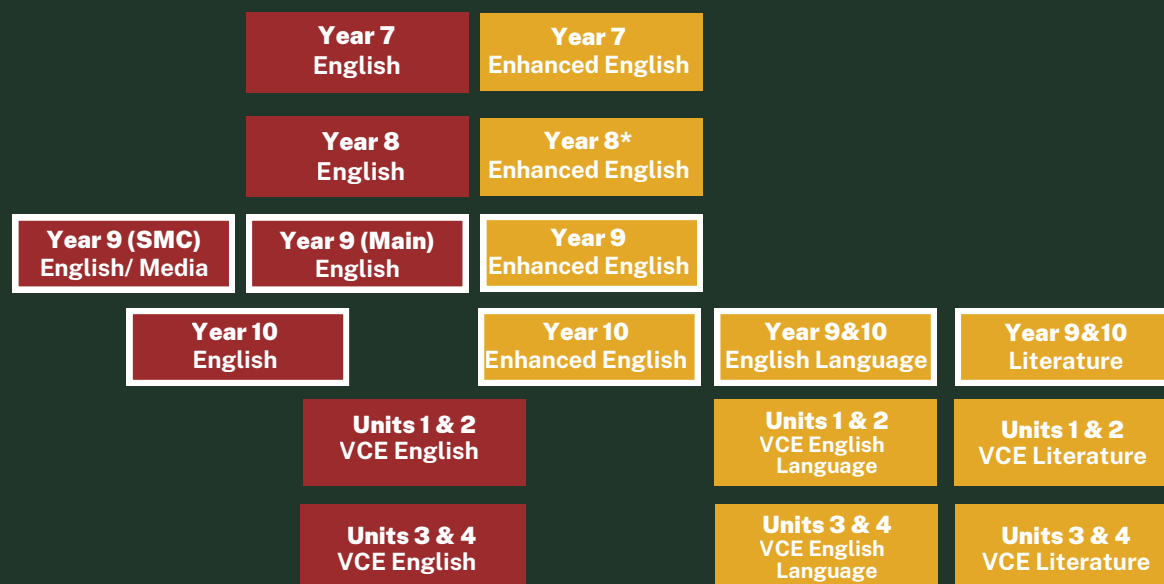 Year 7
English
Year 7
Enhanced English
Year 8
English
Year 8*
Enhanced English
Year 9 (SMC)
English/ Media
Year 9 (Main)
English
Year 9
Enhanced English
Year 10
English
Year 10
Enhanced English
Year 9&10
English Language
Year 9&10
Literature
Units 1 & 2
VCE English
Units 1 & 2
VCE English
Language
Units 1 & 2
VCE Literature
Units 3 & 4
VCE English
Units 3 & 4
VCE English
Language
Units 3 & 4
VCE Literature